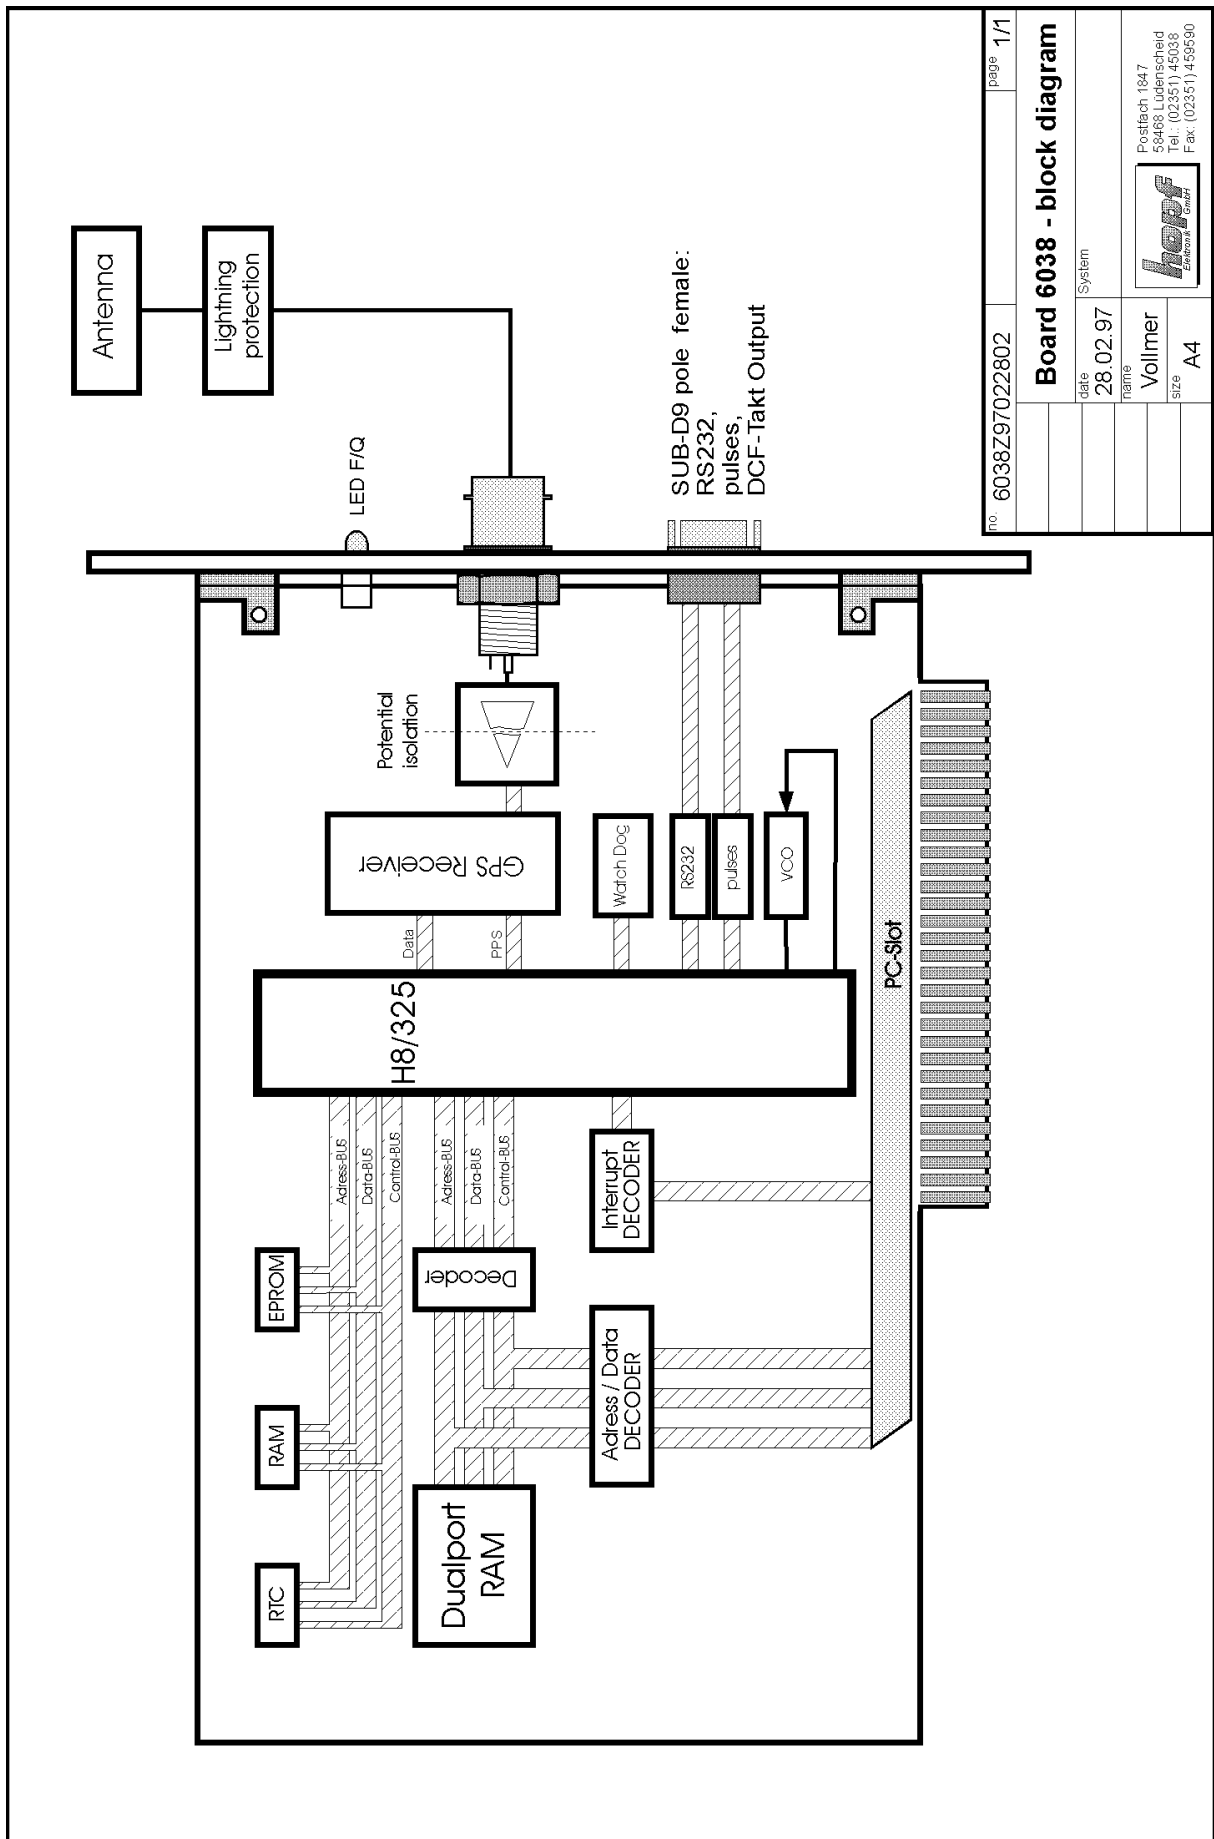 Antenna
Lightning
protection
LED F/Q
SUB-D9 pole female:
RS232,
pulses,
DCF-Takt Output
Potential
isolation
GPS Receiver
Watch Dog
RS232
pulses
VCO
Data
PPS
H8/325
PC-Slot
Adress-BUS
Data-BUS
Control-BUS
Adress-BUS
Data-BUS
Control-BUS
EPROM
RAM
RTC
Decoder
Dualport
RAM
Interrupt
DECODER
Adress / Data
DECODER
no. 6038Z97022802
page 1/1
Board 6038 - block diagram
date
28.02.97
System
name
Vollmer
size A4
hopf
Elektronik GmbH
Postfach 1847
58468 Lüdenscheid
Tel.: (02351) 45038
Fax: (02351) 459590